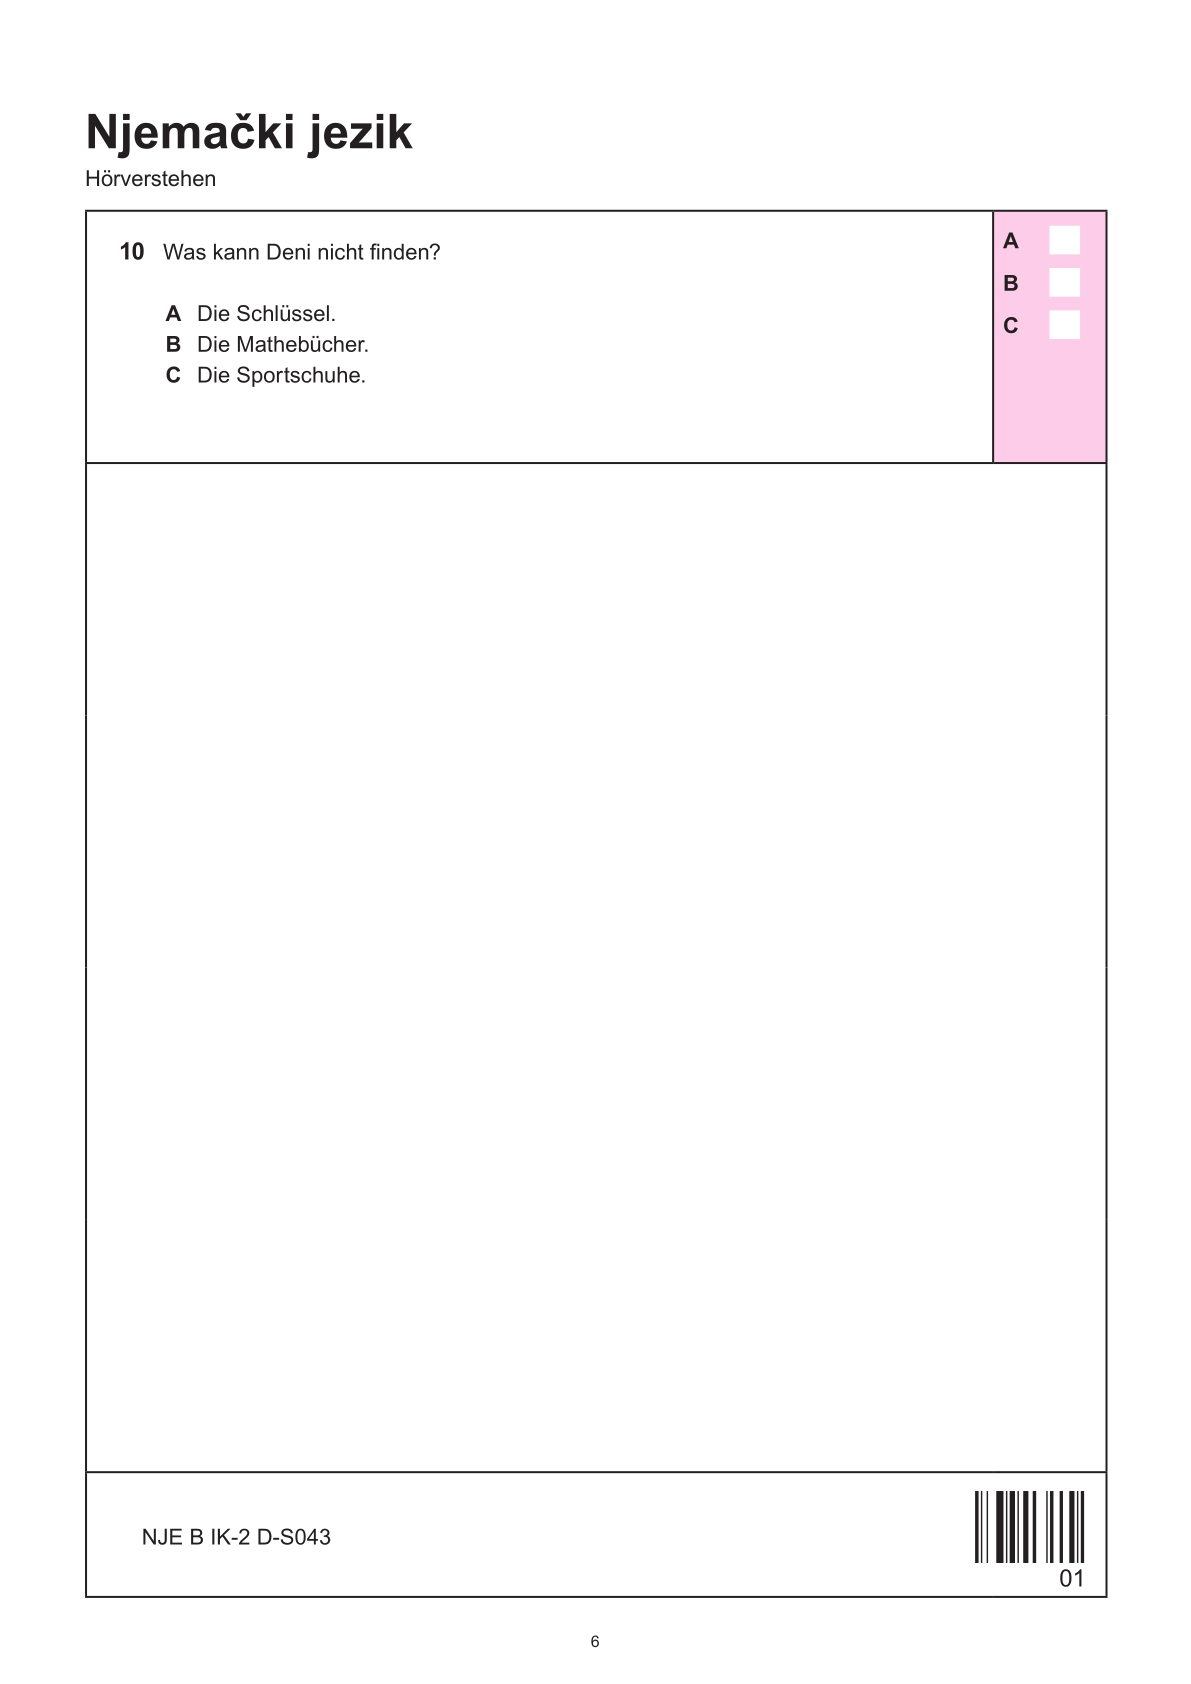 Njemački jezik
Hörverstehen
10 Was kann Deni nicht finden?
A Die Schlüssel.
B Die Mathebücher.
C Die Sportschuhe.
A
B
C
NJE B IK-2 D-S043
01
6